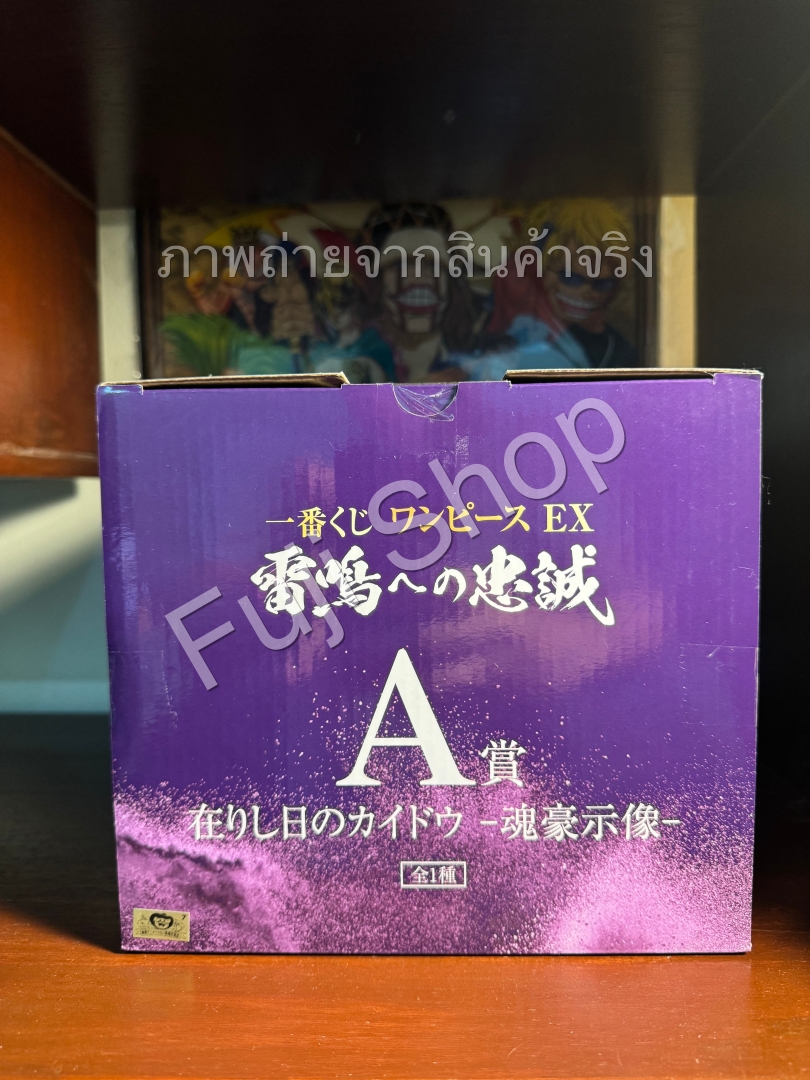 ภาพถ่ายจากสินค้าจริง
Fuji Shop
一番くじ ワンピース EX
雷鳴への忠誠
A賞
在りし日のカイドウ -魂豪示像-
全1種